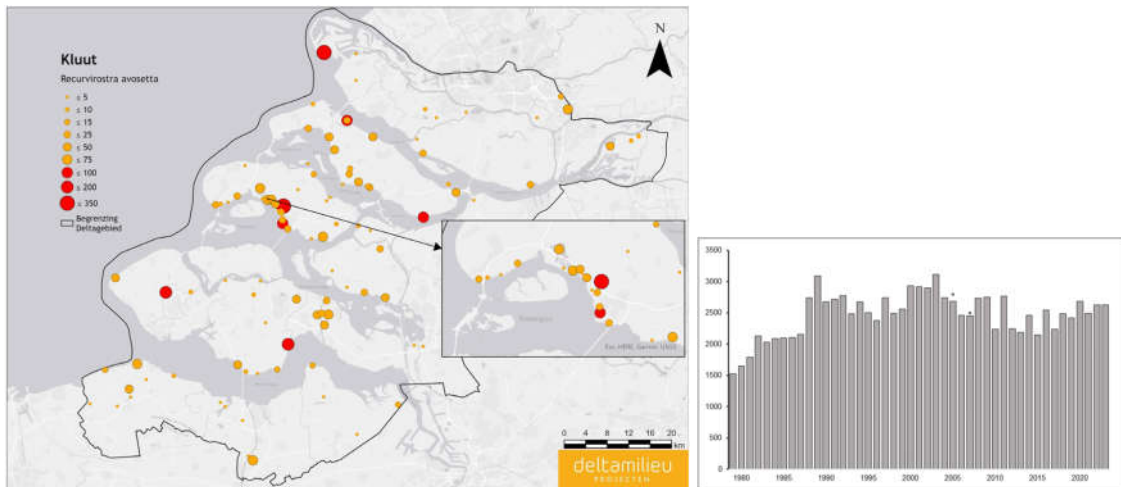 Kluut
Recurvirostra avosetta
≤ 5
≤ 10
≤ 15
≤ 25
≤ 50
≤ 75
≤ 100
≤ 200
≤ 350
Begrenzing
Deltagebied
N
0 4 8 12 16 20
km
deltamilieu
PROJECTEN
3500
3000
2500
2000
1500
1000
500
0
* *
1980 1985 1990 1995 2000 2005 2010 2015 2020